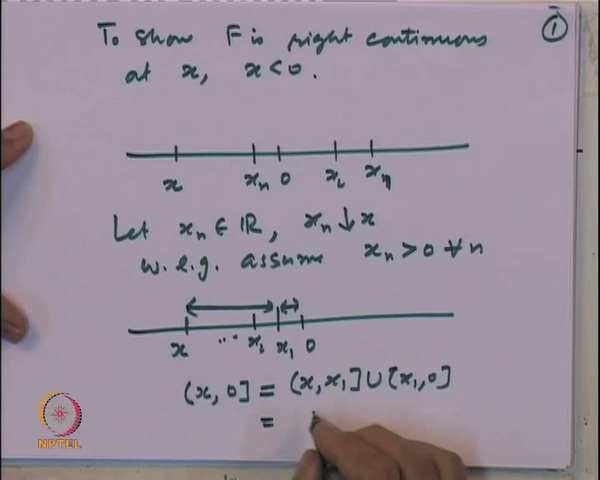 To show F is right continuous ①
at x, x < 0.
x xₙ 0 x₁ xₙ
Let xₙ ∈ ℝ, xₙ ↓ x
w.l.g. assume xₙ > 0 ∀ n
x ... x₂ x₁ 0
(x, 0] = (x, x₁] ∪ [x₁, 0]
=
NPTEL